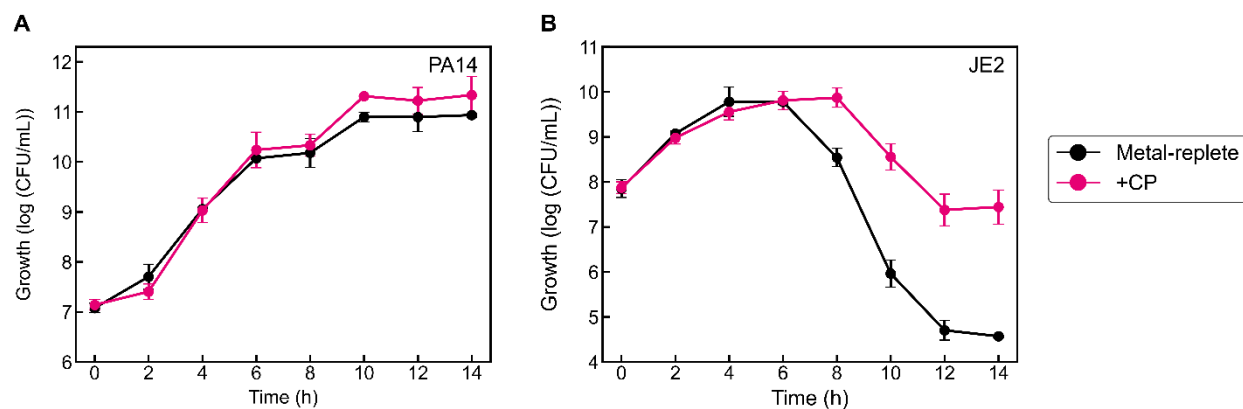 A
PA14
12
11
10
9
8
7
6
Growth (log (CFU/mL))
0 2 4 6 8 10 12 14
Time (h)
B
JE2
11
10
9
8
7
6
5
4
Growth (log (CFU/mL))
0 2 4 6 8 10 12 14
Time (h)
Metal-replete
+CP